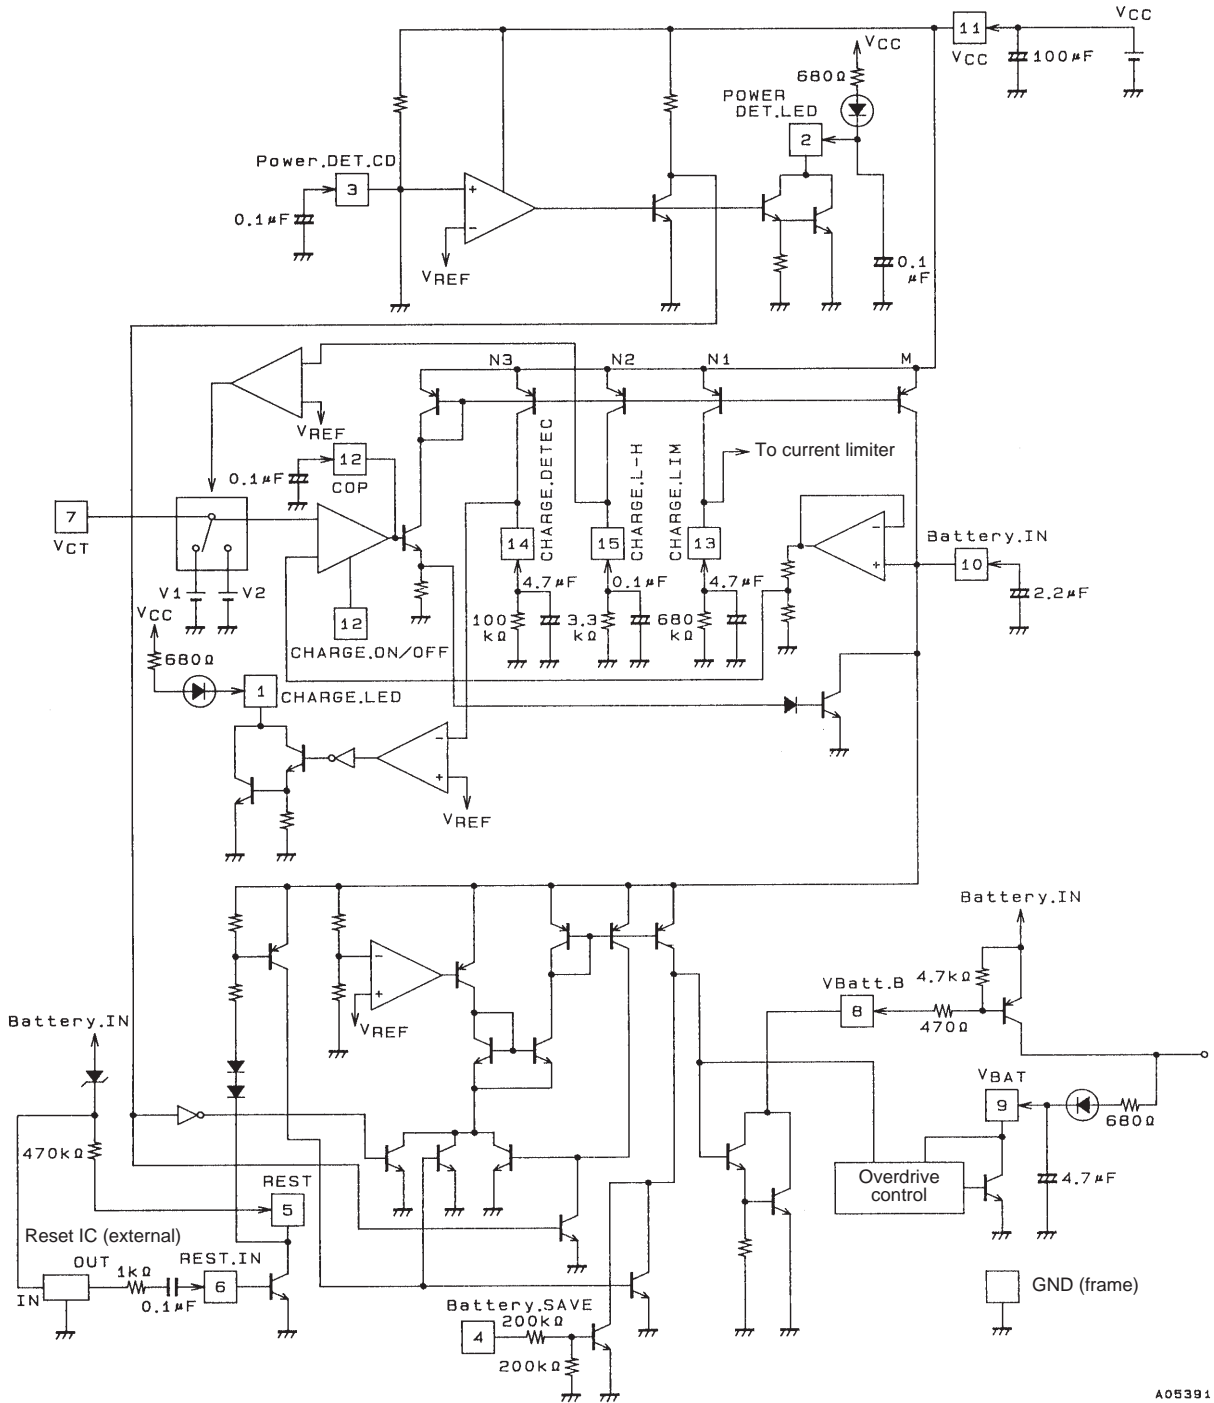 VCC
11
VCC
100µF
VCC
680Ω
POWER
DET.LED
2
Power.DET.CD
3
0.1µF
+
−
VREF
0.1
µF
N3
N2
N1
M
VREF
12
COP
0.1µF
CHARGE.DETEC
CHARGE.L-H
CHARGE.LIM
To current limiter
7
VCT
14
15
13
−
+
Battery.IN
10
V1
V2
4.7µF
0.1µF
4.7µF
2.2µF
VCC
12
100
kΩ
3.3
kΩ
680
kΩ
680Ω
CHARGE.ON/OFF
1
CHARGE.LED
−
+
VREF
Battery.IN
−
+
VREF
4.7kΩ
VBatt.B
8
470Ω
Battery.IN
VBAT
9
680Ω
470kΩ
REST
5
Overdrive
control
4.7µF
Reset IC (external)
OUT
REST.IN
1kΩ
6
IN
0.1µF
GND (frame)
Battery.SAVE
200kΩ
4
200kΩ
A05391